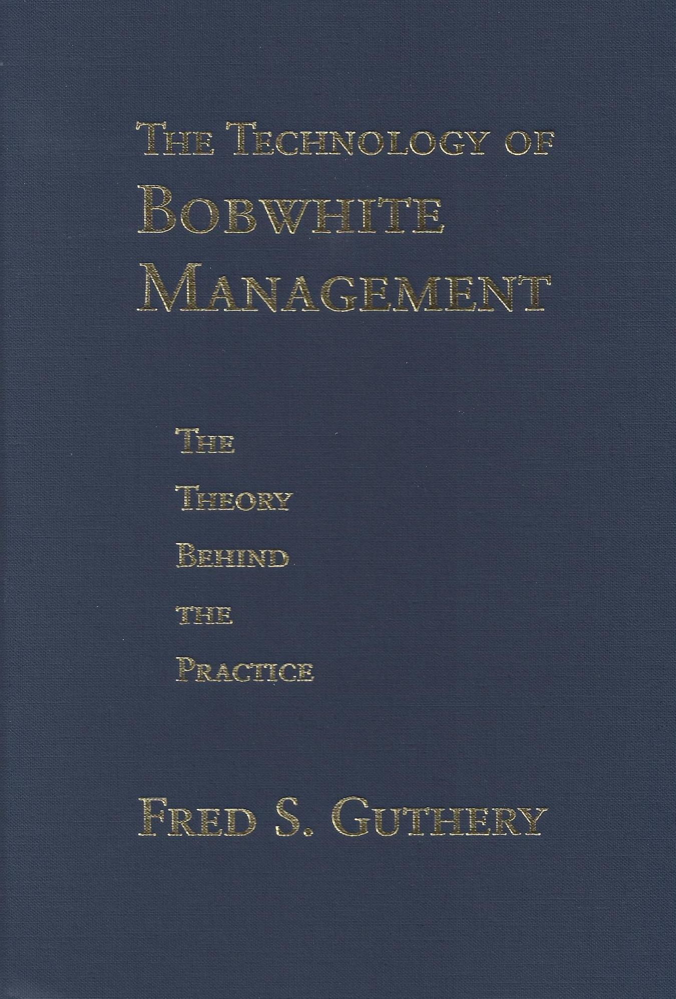 The Technology of
Bobwhite
Management
The
Theory
Behind
the
Practice
Fred S. Guthery